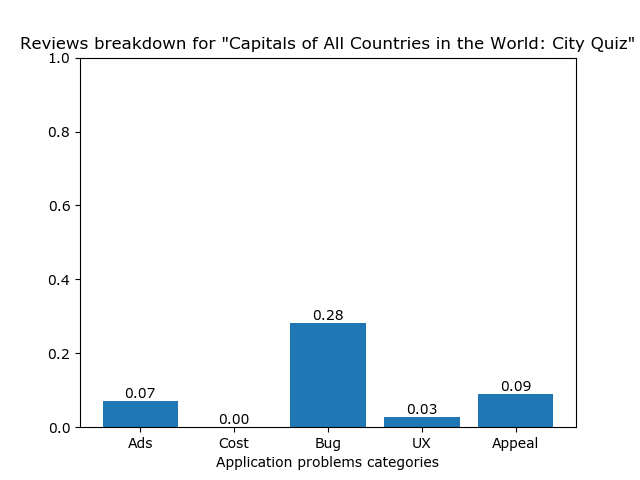 Reviews breakdown for "Capitals of All Countries in the World: City Quiz"
1.0
0.8
0.6
0.4
0.2
0.0
0.07
0.00
0.28
0.03
0.09
Ads
Cost
Bug
UX
Appeal
Application problems categories